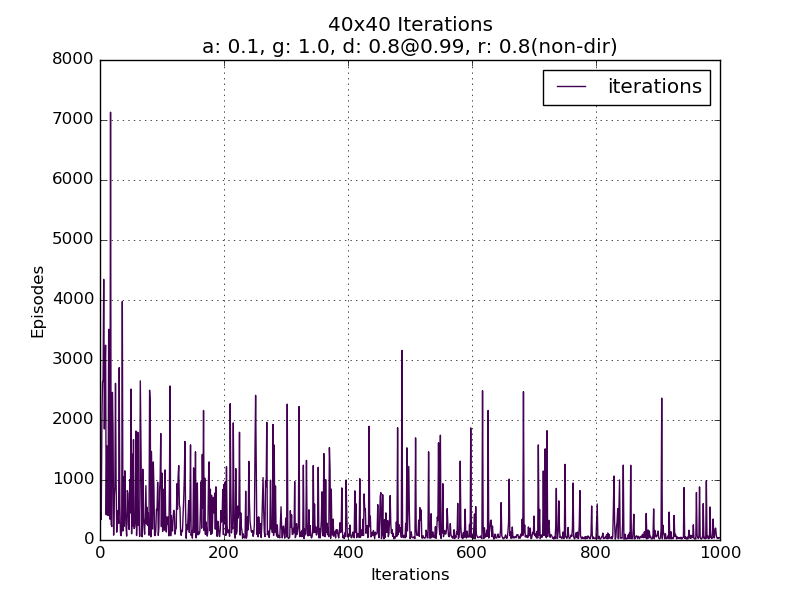 40x40 Iterations
a: 0.1, g: 1.0, d: 0.8@0.99, r: 0.8(non-dir)
iterations
8000
7000
6000
5000
4000
3000
2000
1000
0
Episodes
0 200 400 600 800 1000
Iterations